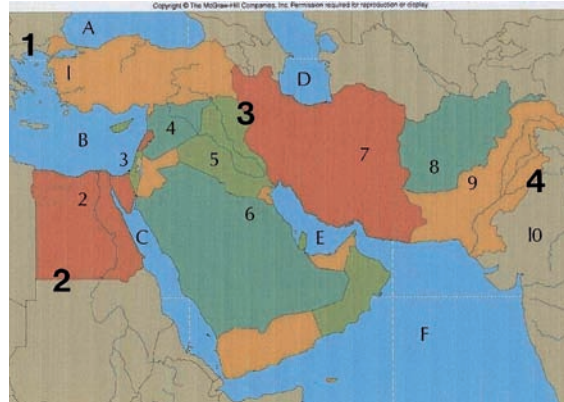 Copyright © The McGraw-Hill Companies, Inc. Permission required for reproduction or display.
A
1
I
D
3
B
4
3
7
5
8
9
4
2
6
C
E
10
2
F